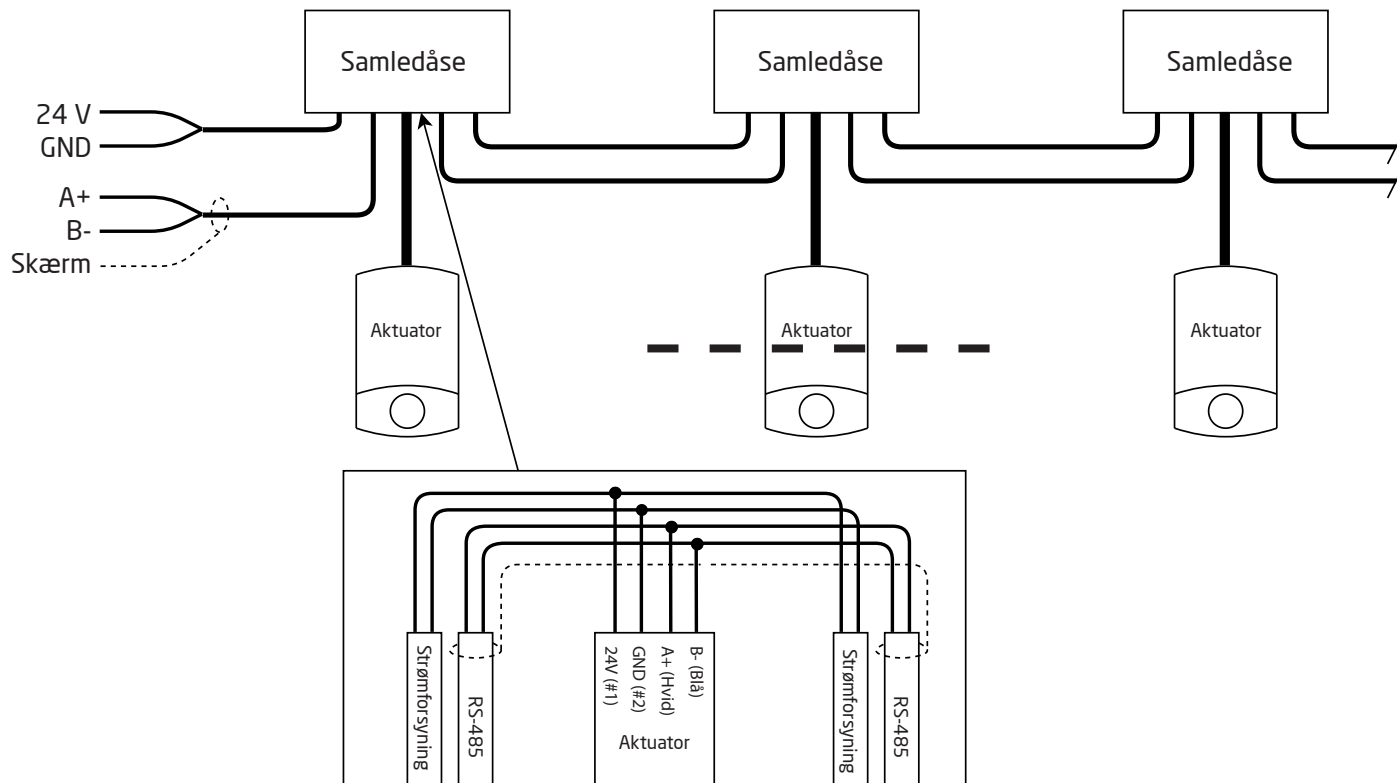 Samledåse
Samledåse
Samledåse
24 V
GND
A+
B-
Skærm
Aktuator
Aktuator
Aktuator
Strømforsyning
RS-485
24V (#1)
GND (#2)
A+ (Hvid)
B- (Blå)
Aktuator
Strømforsyning
RS-485